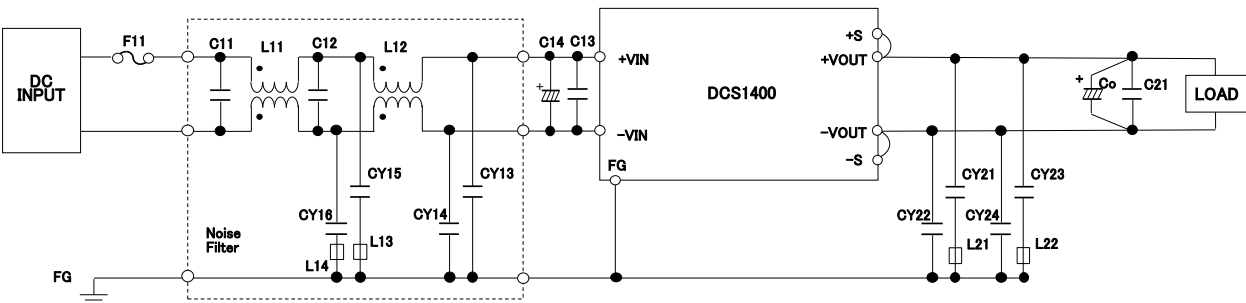 F11
C11
L11
C12
L12
C14
C13
+S
+VIN
+VOUT
DC
INPUT
+
DCS1400
+
Co
C21
LOAD
-VIN
-VOUT
FG
-S
CY15
CY13
CY21
CY23
CY16
CY14
CY22
CY24
Noise
Filter
L13
L14
L21
L22
FG